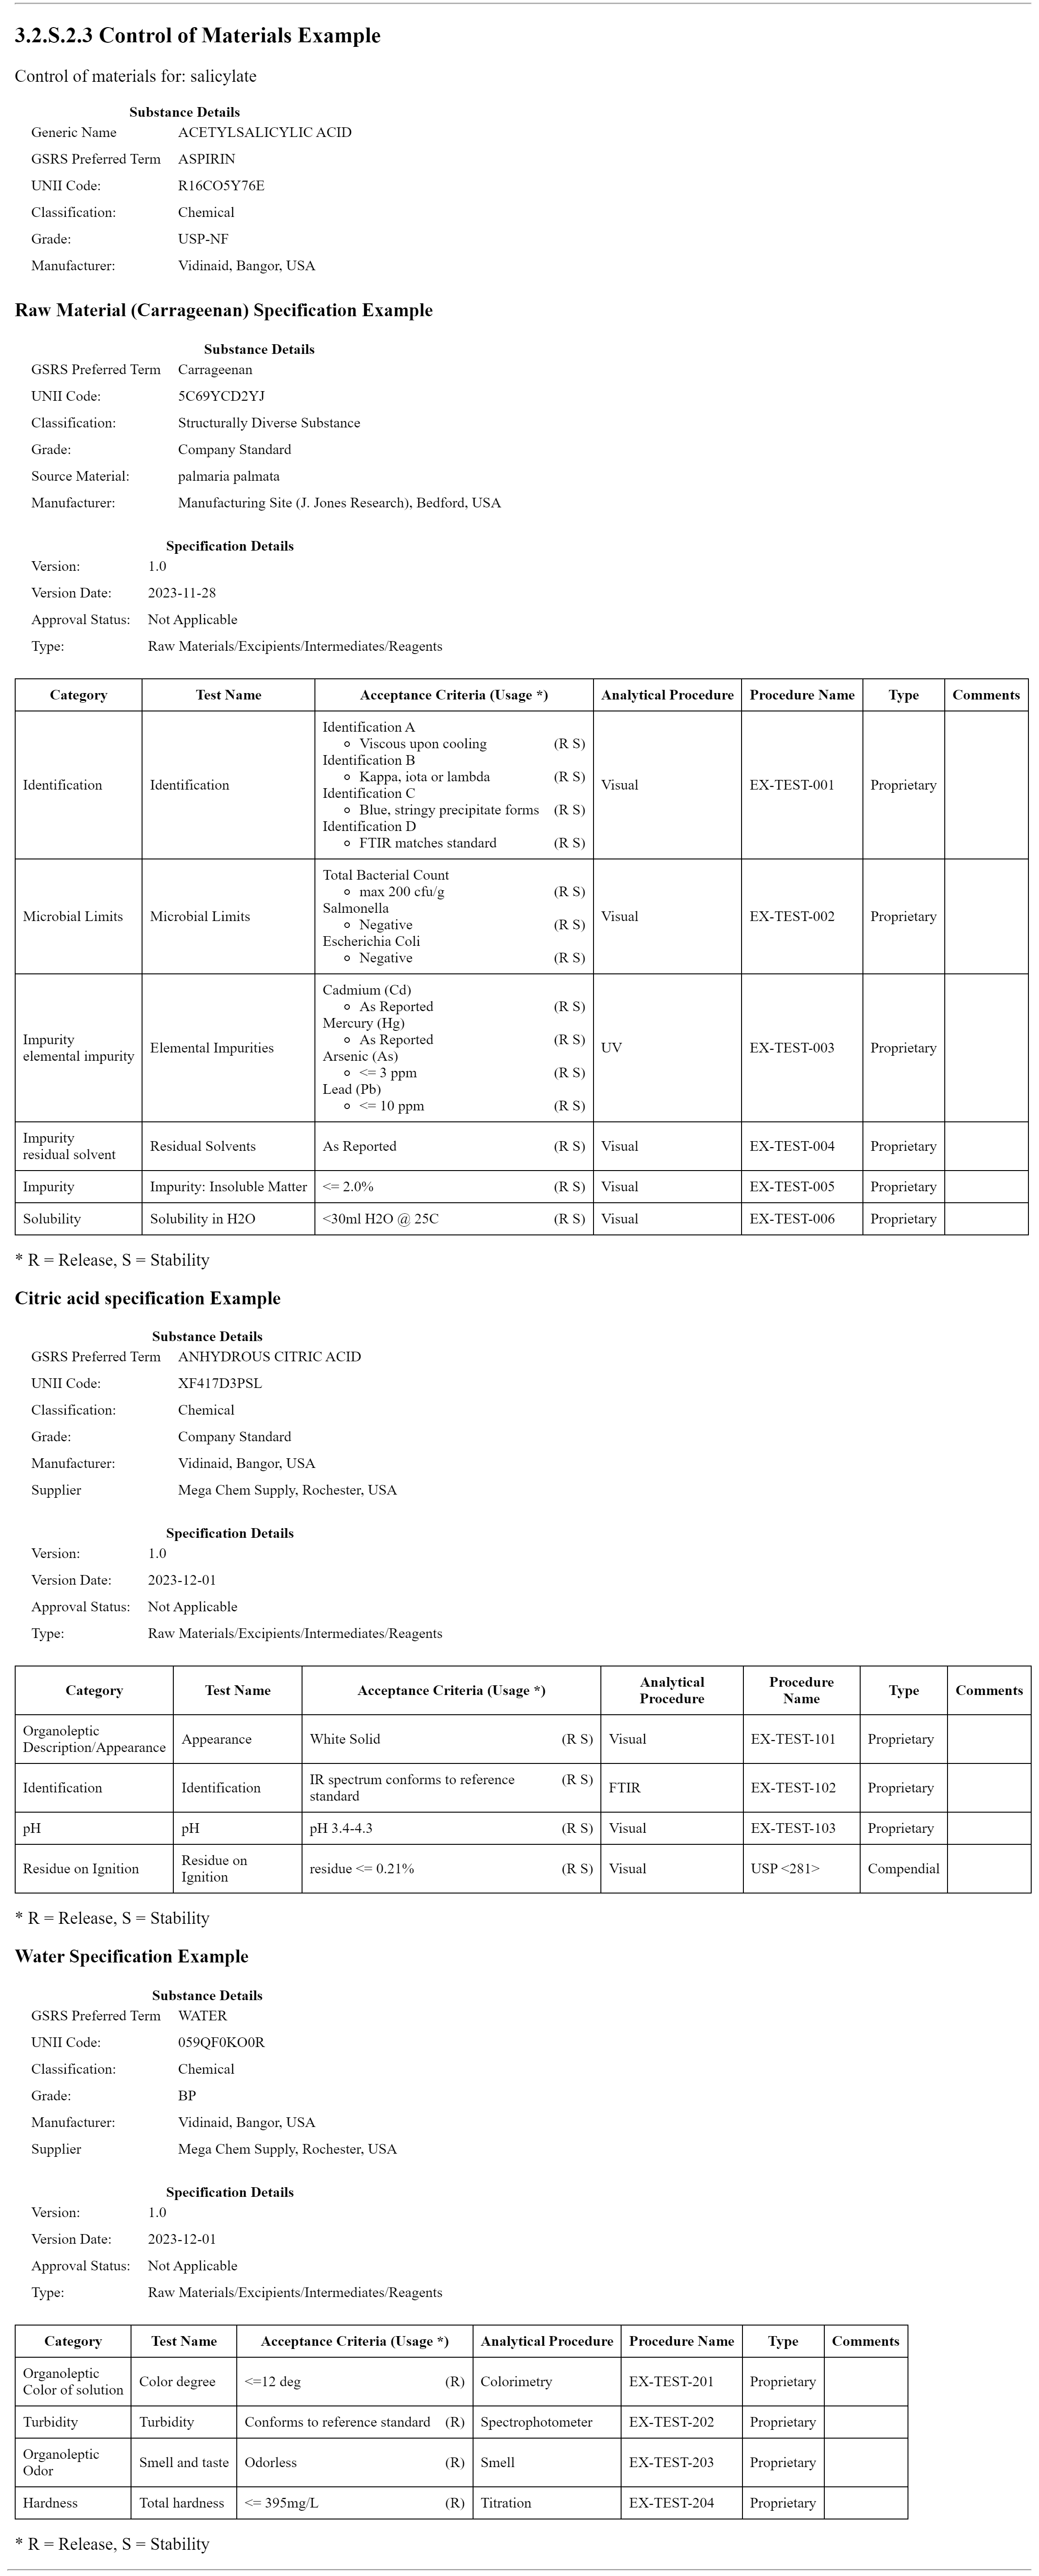 3.2.S.2.3 Control of Materials Example
Control of materials for: salicylate
Substance Details
Generic Name ACETYLSALICYLIC ACID
GSRS Preferred Term ASPIRIN
UNII Code: R16CO5Y76E
Classification: Chemical
Grade: USP-NF
Manufacturer: Vidinaid, Bangor, USA
Raw Material (Carrageenan) Specification Example
Substance Details
GSRS Preferred Term Carrageenan
UNII Code: 5C69YCD2YJ
Classification: Structurally Diverse Substance
Grade: Company Standard
Source Material: palmaria palmata
Manufacturer: Manufacturing Site (J. Jones Research), Bedford, USA
Specification Details
Version: 1.0
Version Date: 2023-11-28
Approval Status: Not Applicable
Type: Raw Materials/Excipients/Intermediates/Reagents
Category Test Name Acceptance Criteria (Usage *) Analytical Procedure Procedure Name Type Comments
Identification Identification
Identification A
Viscous upon cooling (R S)
Identification B
Kappa, iota or lambda (R S)
Identification C
Blue, stringy precipitate forms (R S)
Identification D
FTIR matches standard (R S)
Visual EX-TEST-001 Proprietary
Microbial Limits Microbial Limits
Total Bacterial Count
max 200 cfu/g (R S)
Salmonella
Negative (R S)
Escherichia Coli
Negative (R S)
Visual EX-TEST-002 Proprietary
Impurity
elemental impurity
Elemental Impurities
Cadmium (Cd)
As Reported (R S)
Mercury (Hg)
As Reported (R S)
Arsenic (As)
<= 3 ppm (R S)
Lead (Pb)
<= 10 ppm (R S)
UV EX-TEST-003 Proprietary
Impurity
residual solvent
Residual Solvents As Reported (R S) Visual EX-TEST-004 Proprietary
Impurity Impurity: Insoluble Matter <= 2.0% (R S) Visual EX-TEST-005 Proprietary
Solubility Solubility in H2O <30ml H2O @ 25C (R S) Visual EX-TEST-006 Proprietary
* R = Release, S = Stability
Citric acid specification Example
Substance Details
GSRS Preferred Term ANHYDROUS CITRIC ACID
UNII Code: XF417D3PSL
Classification: Chemical
Grade: Company Standard
Manufacturer: Vidinaid, Bangor, USA
Supplier Mega Chem Supply, Rochester, USA
Specification Details
Version: 1.0
Version Date: 2023-12-01
Approval Status: Not Applicable
Type: Raw Materials/Excipients/Intermediates/Reagents
Category Test Name Acceptance Criteria (Usage *) Analytical
Procedure
Procedure
Name
Type Comments
Organoleptic
Description/Appearance
Appearance White Solid (R S) Visual EX-TEST-101 Proprietary
Identification Identification
IR spectrum conforms to reference (R S)
standard
FTIR EX-TEST-102 Proprietary
pH pH pH 3.4-4.3 (R S) Visual EX-TEST-103 Proprietary
Residue on Ignition
Residue on
Ignition
residue <= 0.21% (R S) Visual USP <281> Compendial
* R = Release, S = Stability
Water Specification Example
Substance Details
GSRS Preferred Term WATER
UNII Code: 059QF0KO0R
Classification: Chemical
Grade: BP
Manufacturer: Vidinaid, Bangor, USA
Supplier Mega Chem Supply, Rochester, USA
Specification Details
Version: 1.0
Version Date: 2023-12-01
Approval Status: Not Applicable
Type: Raw Materials/Excipients/Intermediates/Reagents
Category Test Name Acceptance Criteria (Usage *) Analytical Procedure Procedure Name Type Comments
Organoleptic
Color of solution
Color degree <=12 deg (R) Colorimetry EX-TEST-201 Proprietary
Turbidity Turbidity Conforms to reference standard (R) Spectrophotometer EX-TEST-202 Proprietary
Organoleptic
Odor
Smell and taste Odorless (R) Smell EX-TEST-203 Proprietary
Hardness Total hardness <= 395mg/L (R) Titration EX-TEST-204 Proprietary
* R = Release, S = Stability